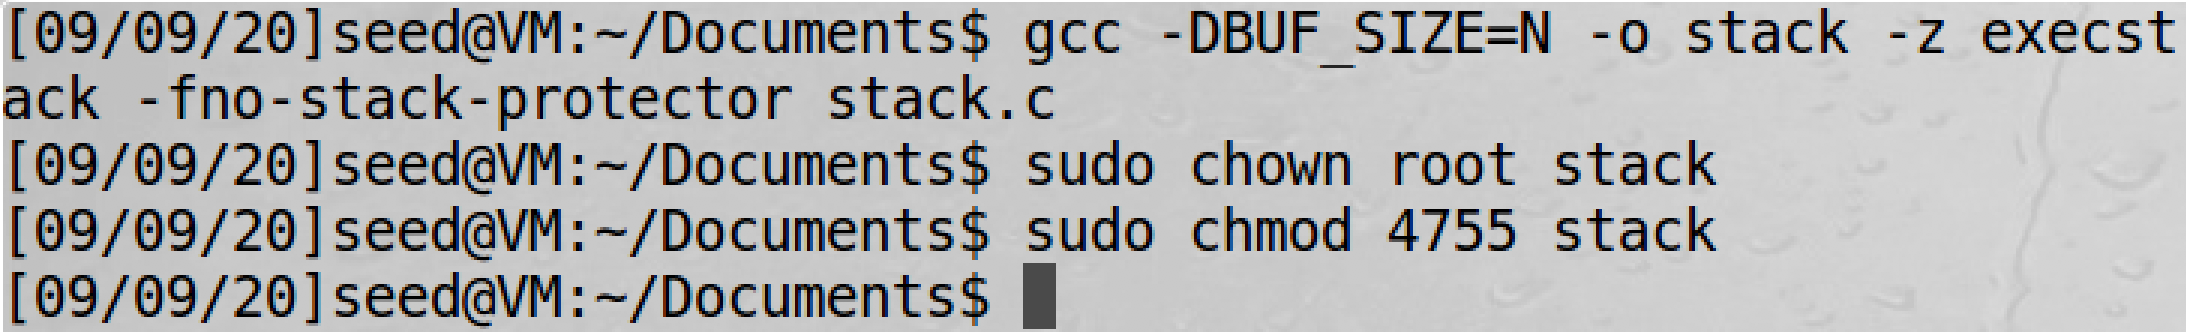 [09/09/20]seed@VM:~/Documents$ gcc -DBUF_SIZE=N -o stack -z execst
ack -fno-stack-protector stack.c
[09/09/20]seed@VM:~/Documents$ sudo chown root stack
[09/09/20]seed@VM:~/Documents$ sudo chmod 4755 stack
[09/09/20]seed@VM:~/Documents$